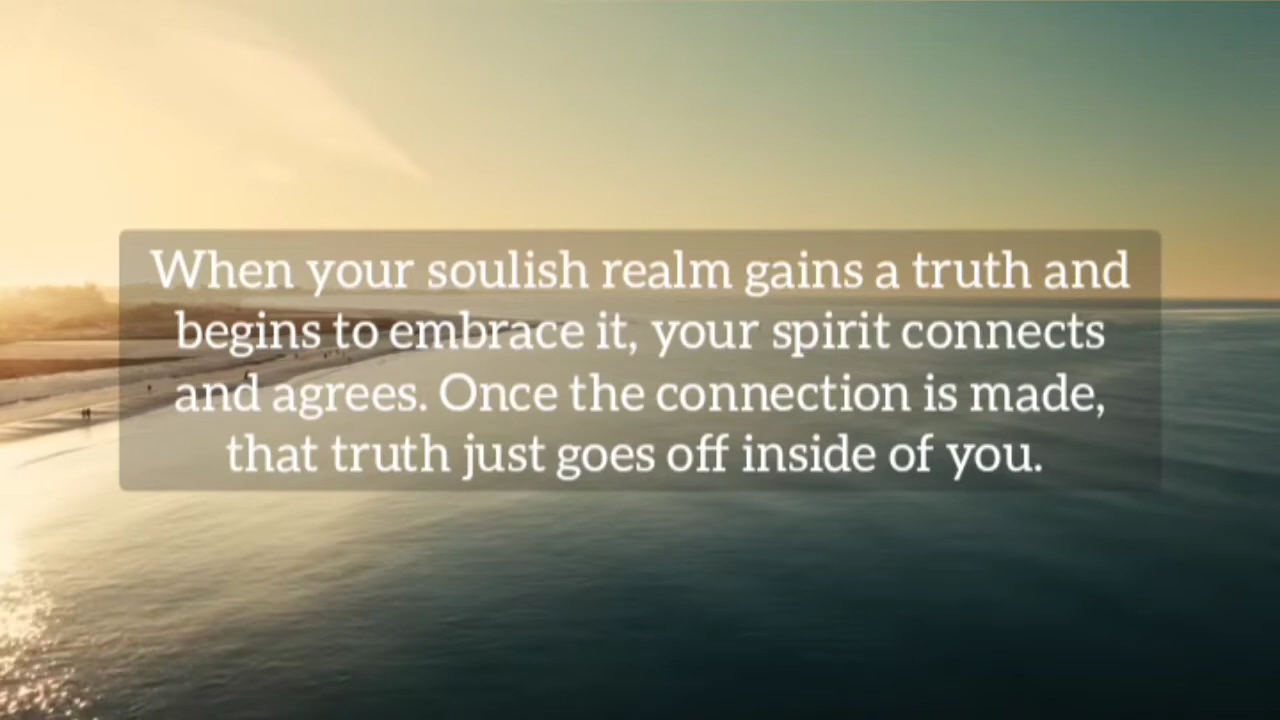 When your soulish realm gains a truth and
begins to embrace it, your spirit connects
and agrees. Once the connection is made,
that truth just goes off inside of you.